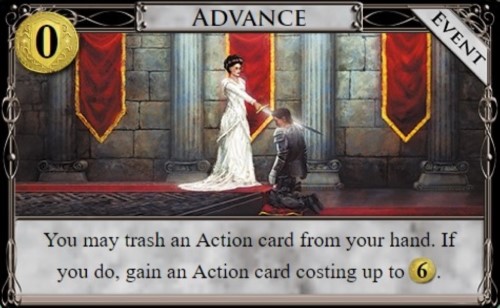 0
ADVANCE
EVENT
You may trash an Action card from your hand. If
you do, gain an Action card costing up to 6.